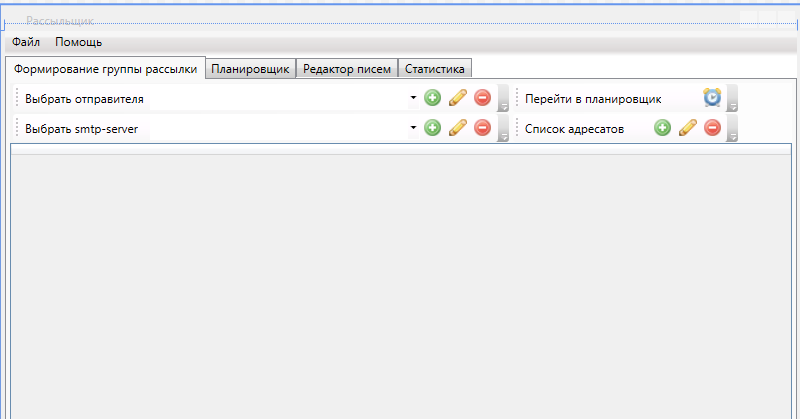 Рассыльщик
Файл Помощь
Формирование группы рассылки Планировщик Редактор писем Статистика
Выбрать отправителя Перейти в планировщик
Выбрать smtp-server Список адресатов